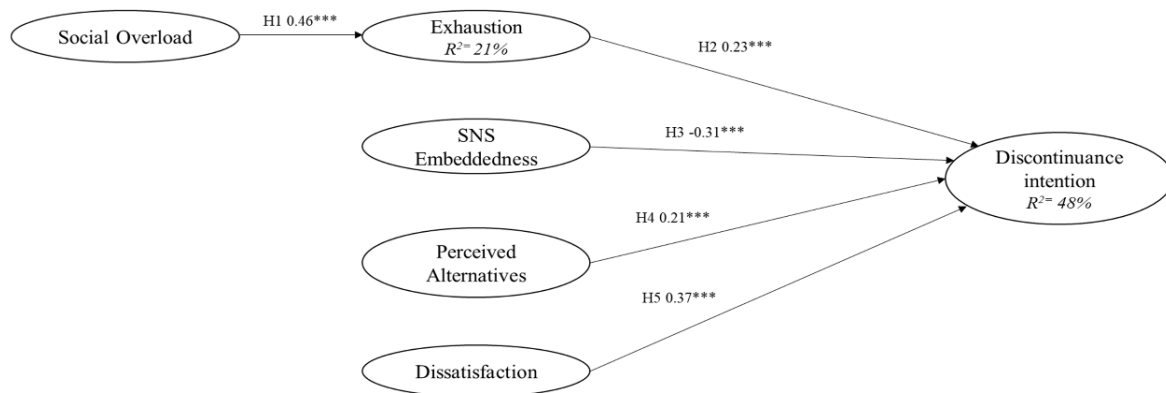 H1 0.46***
Social Overload
Exhaustion
R²= 21%
H2 0.23***
SNS
Embeddedness
H3 -0.31***
Discontinuance
intention
R²= 48%
H4 0.21***
Perceived
Alternatives
H5 0.37***
Dissatisfaction